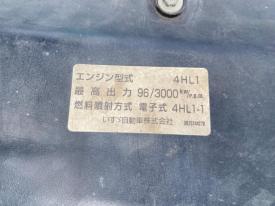 エンジン型式 4HL1
最高出力 96/3000 kW/r.p.m.
燃料噴射方式 電子式 4HL1-1
いすゞ自動車株式会社